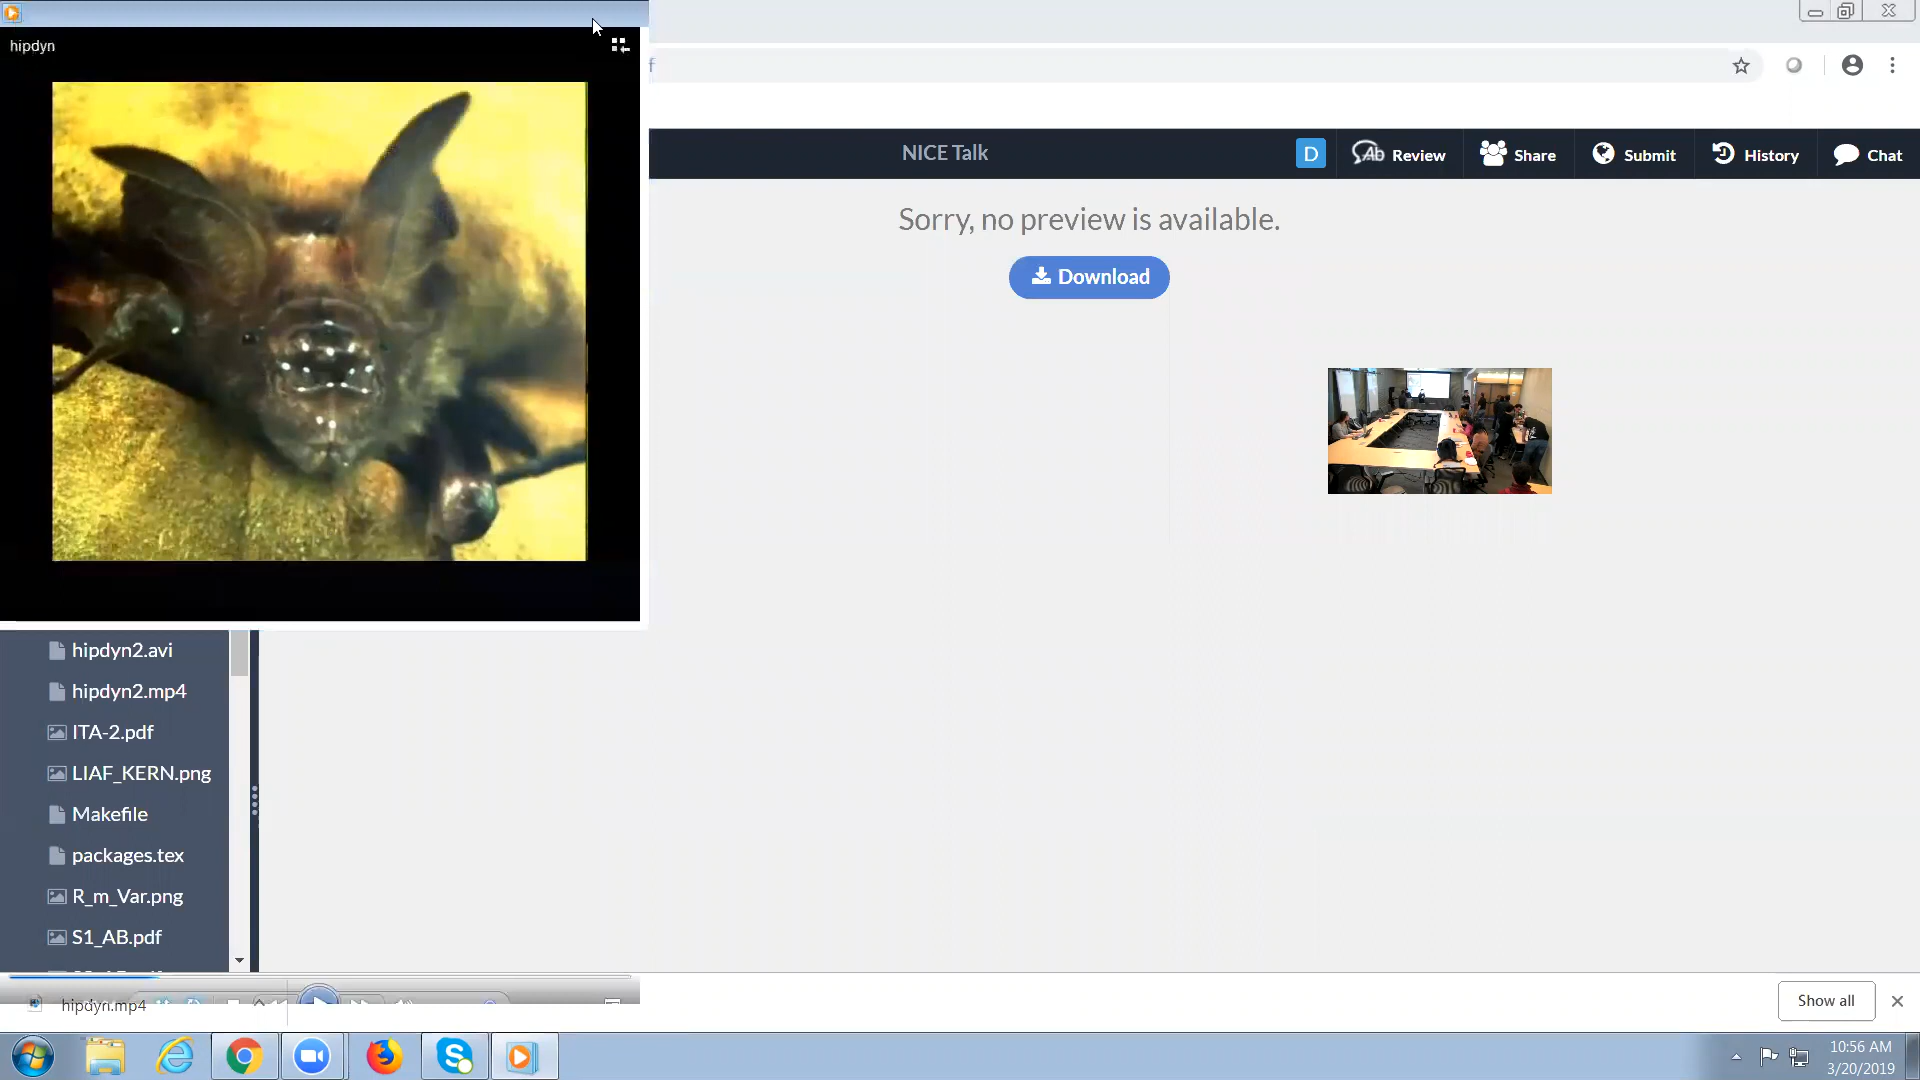 hipdyn
f
NICE Talk
D
Review
Share
Submit
History
Chat
Sorry, no preview is available.
Download
hipdyn2.avi
hipdyn2.mp4
ITA-2.pdf
LIAF_KERN.png
Makefile
packages.tex
R_m_Var.png
S1_AB.pdf
hipdyn.mp4
Show all
10:56 AM
3/20/2019